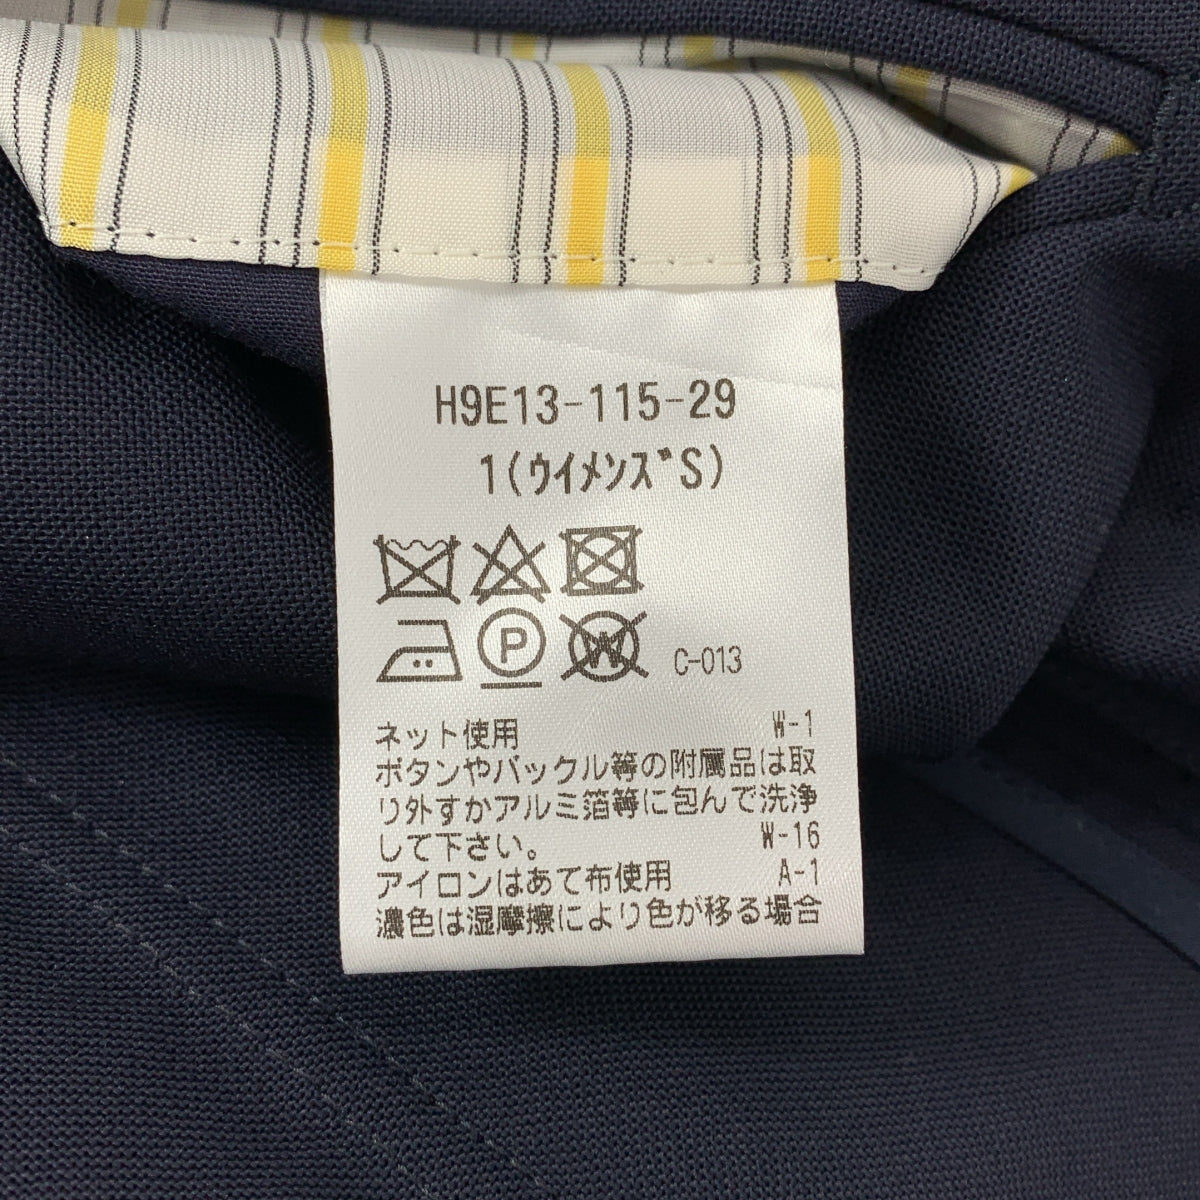 H9E13-115-29
1(ｳｲﾒﾝｽﾞS)
P W C-013
ネット使用 W-1
ボタンやバックル等の附属品は取
り外すかアルミ箔等に包んで洗浄
して下さい。 W-16
アイロンはあて布使用 A-1
濃色は湿摩擦により色が移る場合